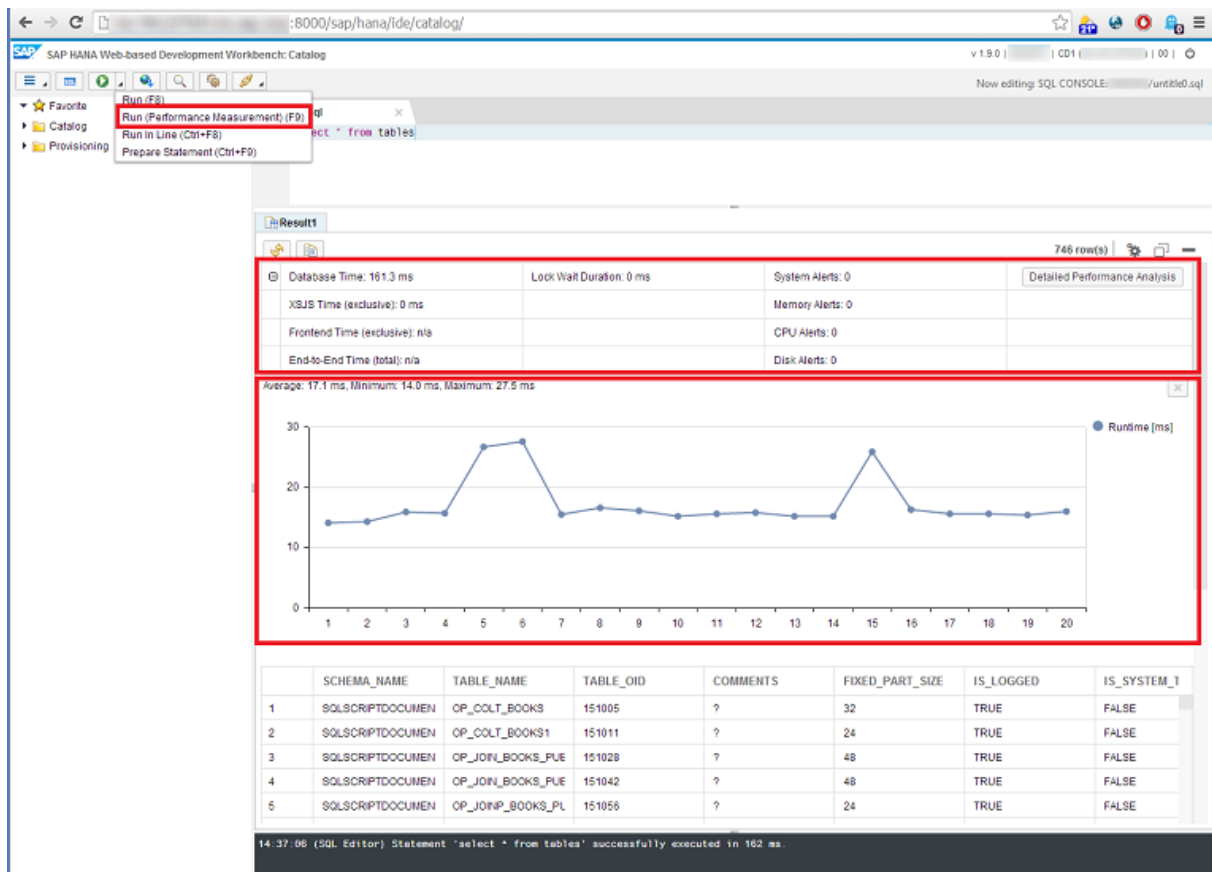 :8000/sap/hana/ide/catalog/
SAP SAP HANA Web-based Development Workbench: Catalog
v 1.9.0 | | CD1 ( ) | 00 |
Now editing: SQL CONSOLE: /untitle0.sql
Favorite
Catalog
Provisioning
Run (F8)
Run (Performance Measurement) (F9)
Run In Line (Ctrl+F8)
Prepare Statement (Ctrl+F9)
ql
ect * from tables
Result1
746 row(s)
Database Time: 161.3 ms Lock Wait Duration: 0 ms System Alerts: 0 Detailed Performance Analysis
XSJS Time (exclusive): 0 ms Memory Alerts: 0
Frontend Time (exclusive): n/a CPU Alerts: 0
End-to-End Time (total): n/a Disk Alerts: 0
Average: 17.1 ms, Minimum: 14.0 ms, Maximum: 27.5 ms
Runtime [ms]
30
20
10
0
1 2 3 4 5 6 7 8 9 10 11 12 13 14 15 16 17 18 19 20
SCHEMA_NAME TABLE_NAME TABLE_OID COMMENTS FIXED_PART_SIZE IS_LOGGED IS_SYSTEM_T
1 SQLSCRIPTDOCUMEN OP_COLT_BOOKS 151005 ? 32 TRUE FALSE
2 SQLSCRIPTDOCUMEN OP_COLT_BOOKS1 151011 ? 24 TRUE FALSE
3 SQLSCRIPTDOCUMEN OP_JOIN_BOOKS_PUE 151028 ? 48 TRUE FALSE
4 SQLSCRIPTDOCUMEN OP_JOIN_BOOKS_PUE 151042 ? 48 TRUE FALSE
5 SQLSCRIPTDOCUMEN OP_JOINP_BOOKS_PL 151056 ? 24 TRUE FALSE
14:37:06 (SQL Editor) Statement 'select * from tables' successfully executed in 162 ms.